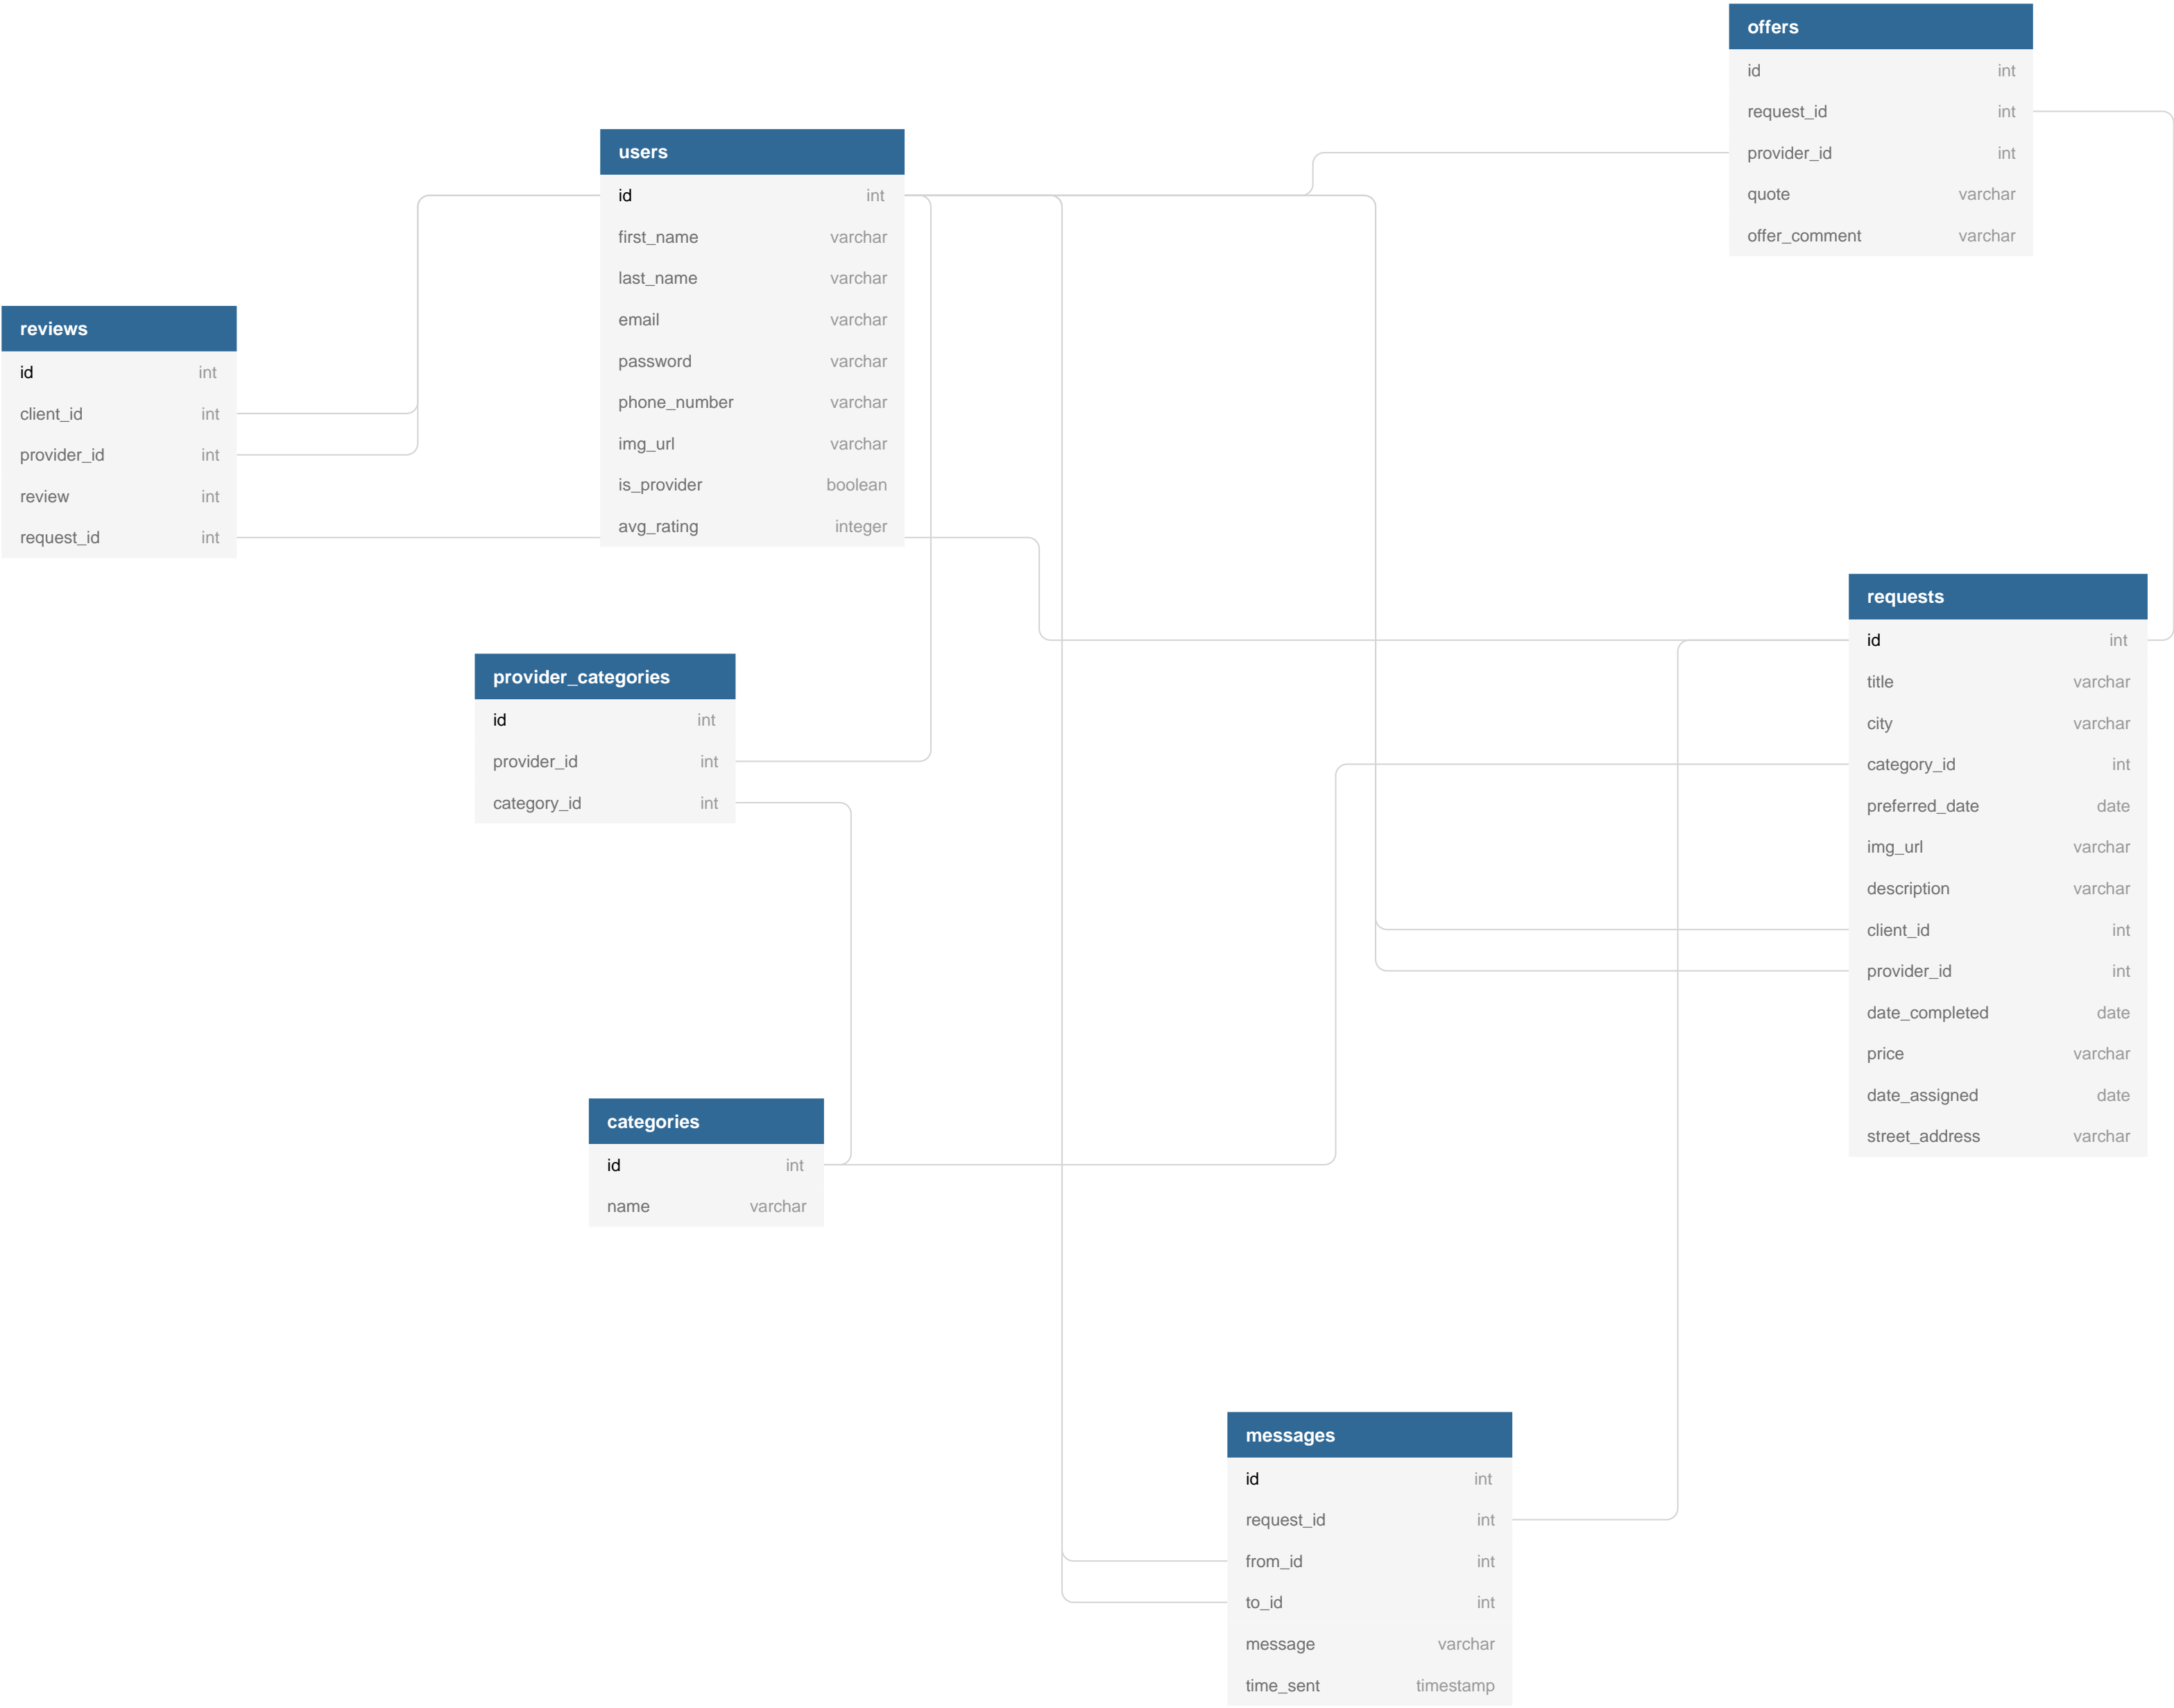 offers
id int
request_id int
provider_id int
quote varchar
offer_comment varchar
users
id int
first_name varchar
last_name varchar
email varchar
password varchar
phone_number varchar
img_url varchar
is_provider boolean
avg_rating integer
reviews
id int
client_id int
provider_id int
review int
request_id int
requests
id int
title varchar
city varchar
category_id int
preferred_date date
img_url varchar
description varchar
client_id int
provider_id int
date_completed date
price varchar
date_assigned date
street_address varchar
provider_categories
id int
provider_id int
category_id int
categories
id int
name varchar
messages
id int
request_id int
from_id int
to_id int
message varchar
time_sent timestamp